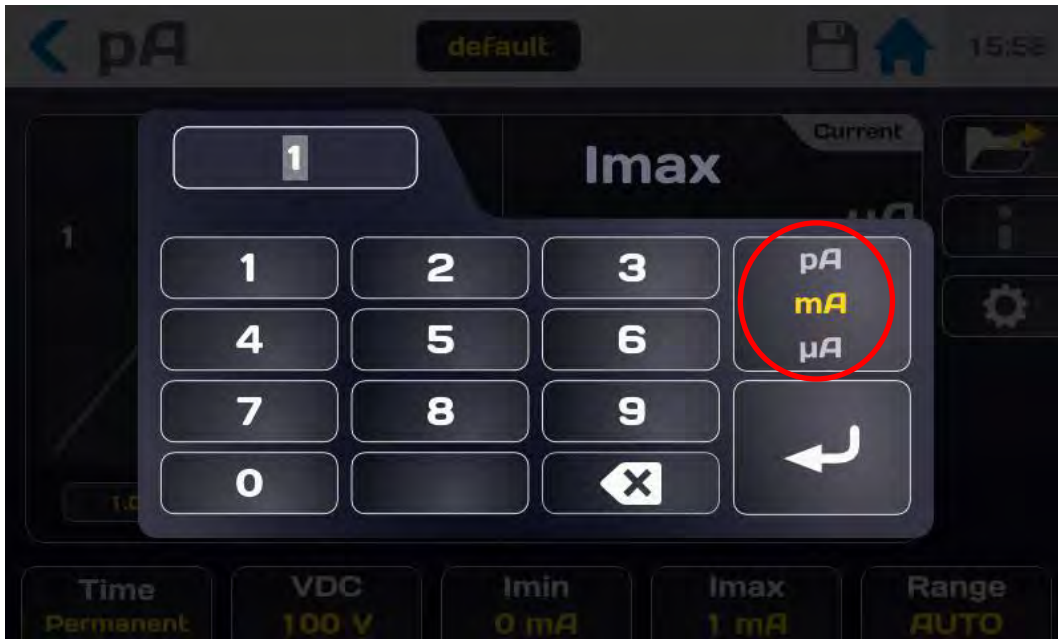 pA default 15:58
1
Imax
Current
µA
1
1 2 3
pA
mA
µA
4 5 6
7 8 9
0
1.0
Time VDC Imin Imax Range
Permanent 100 V 0 mA 1 mA AUTO